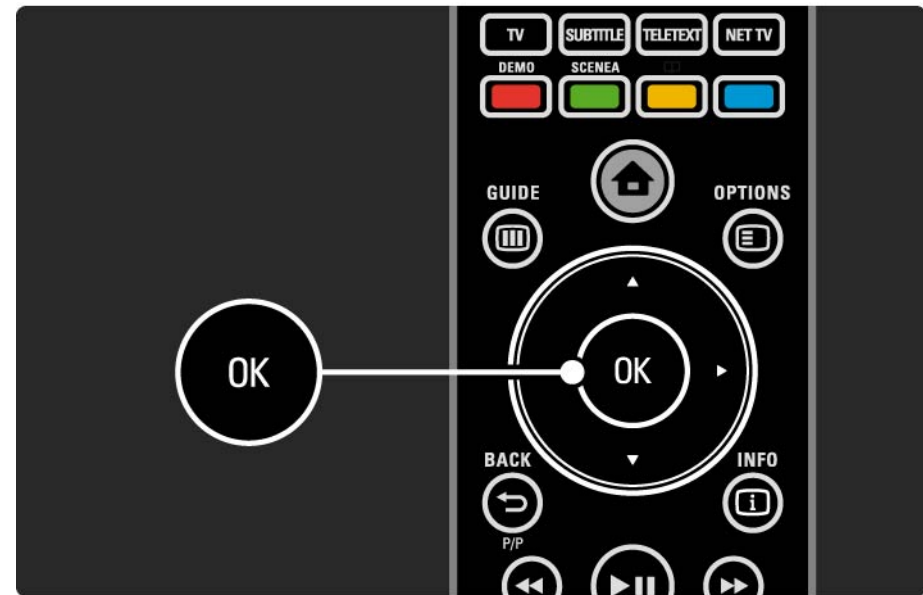 TV SUBTITLE TELETEXT NET TV
DEMO SCENEA
GUIDE OPTIONS
OK OK
BACK INFO
P/P